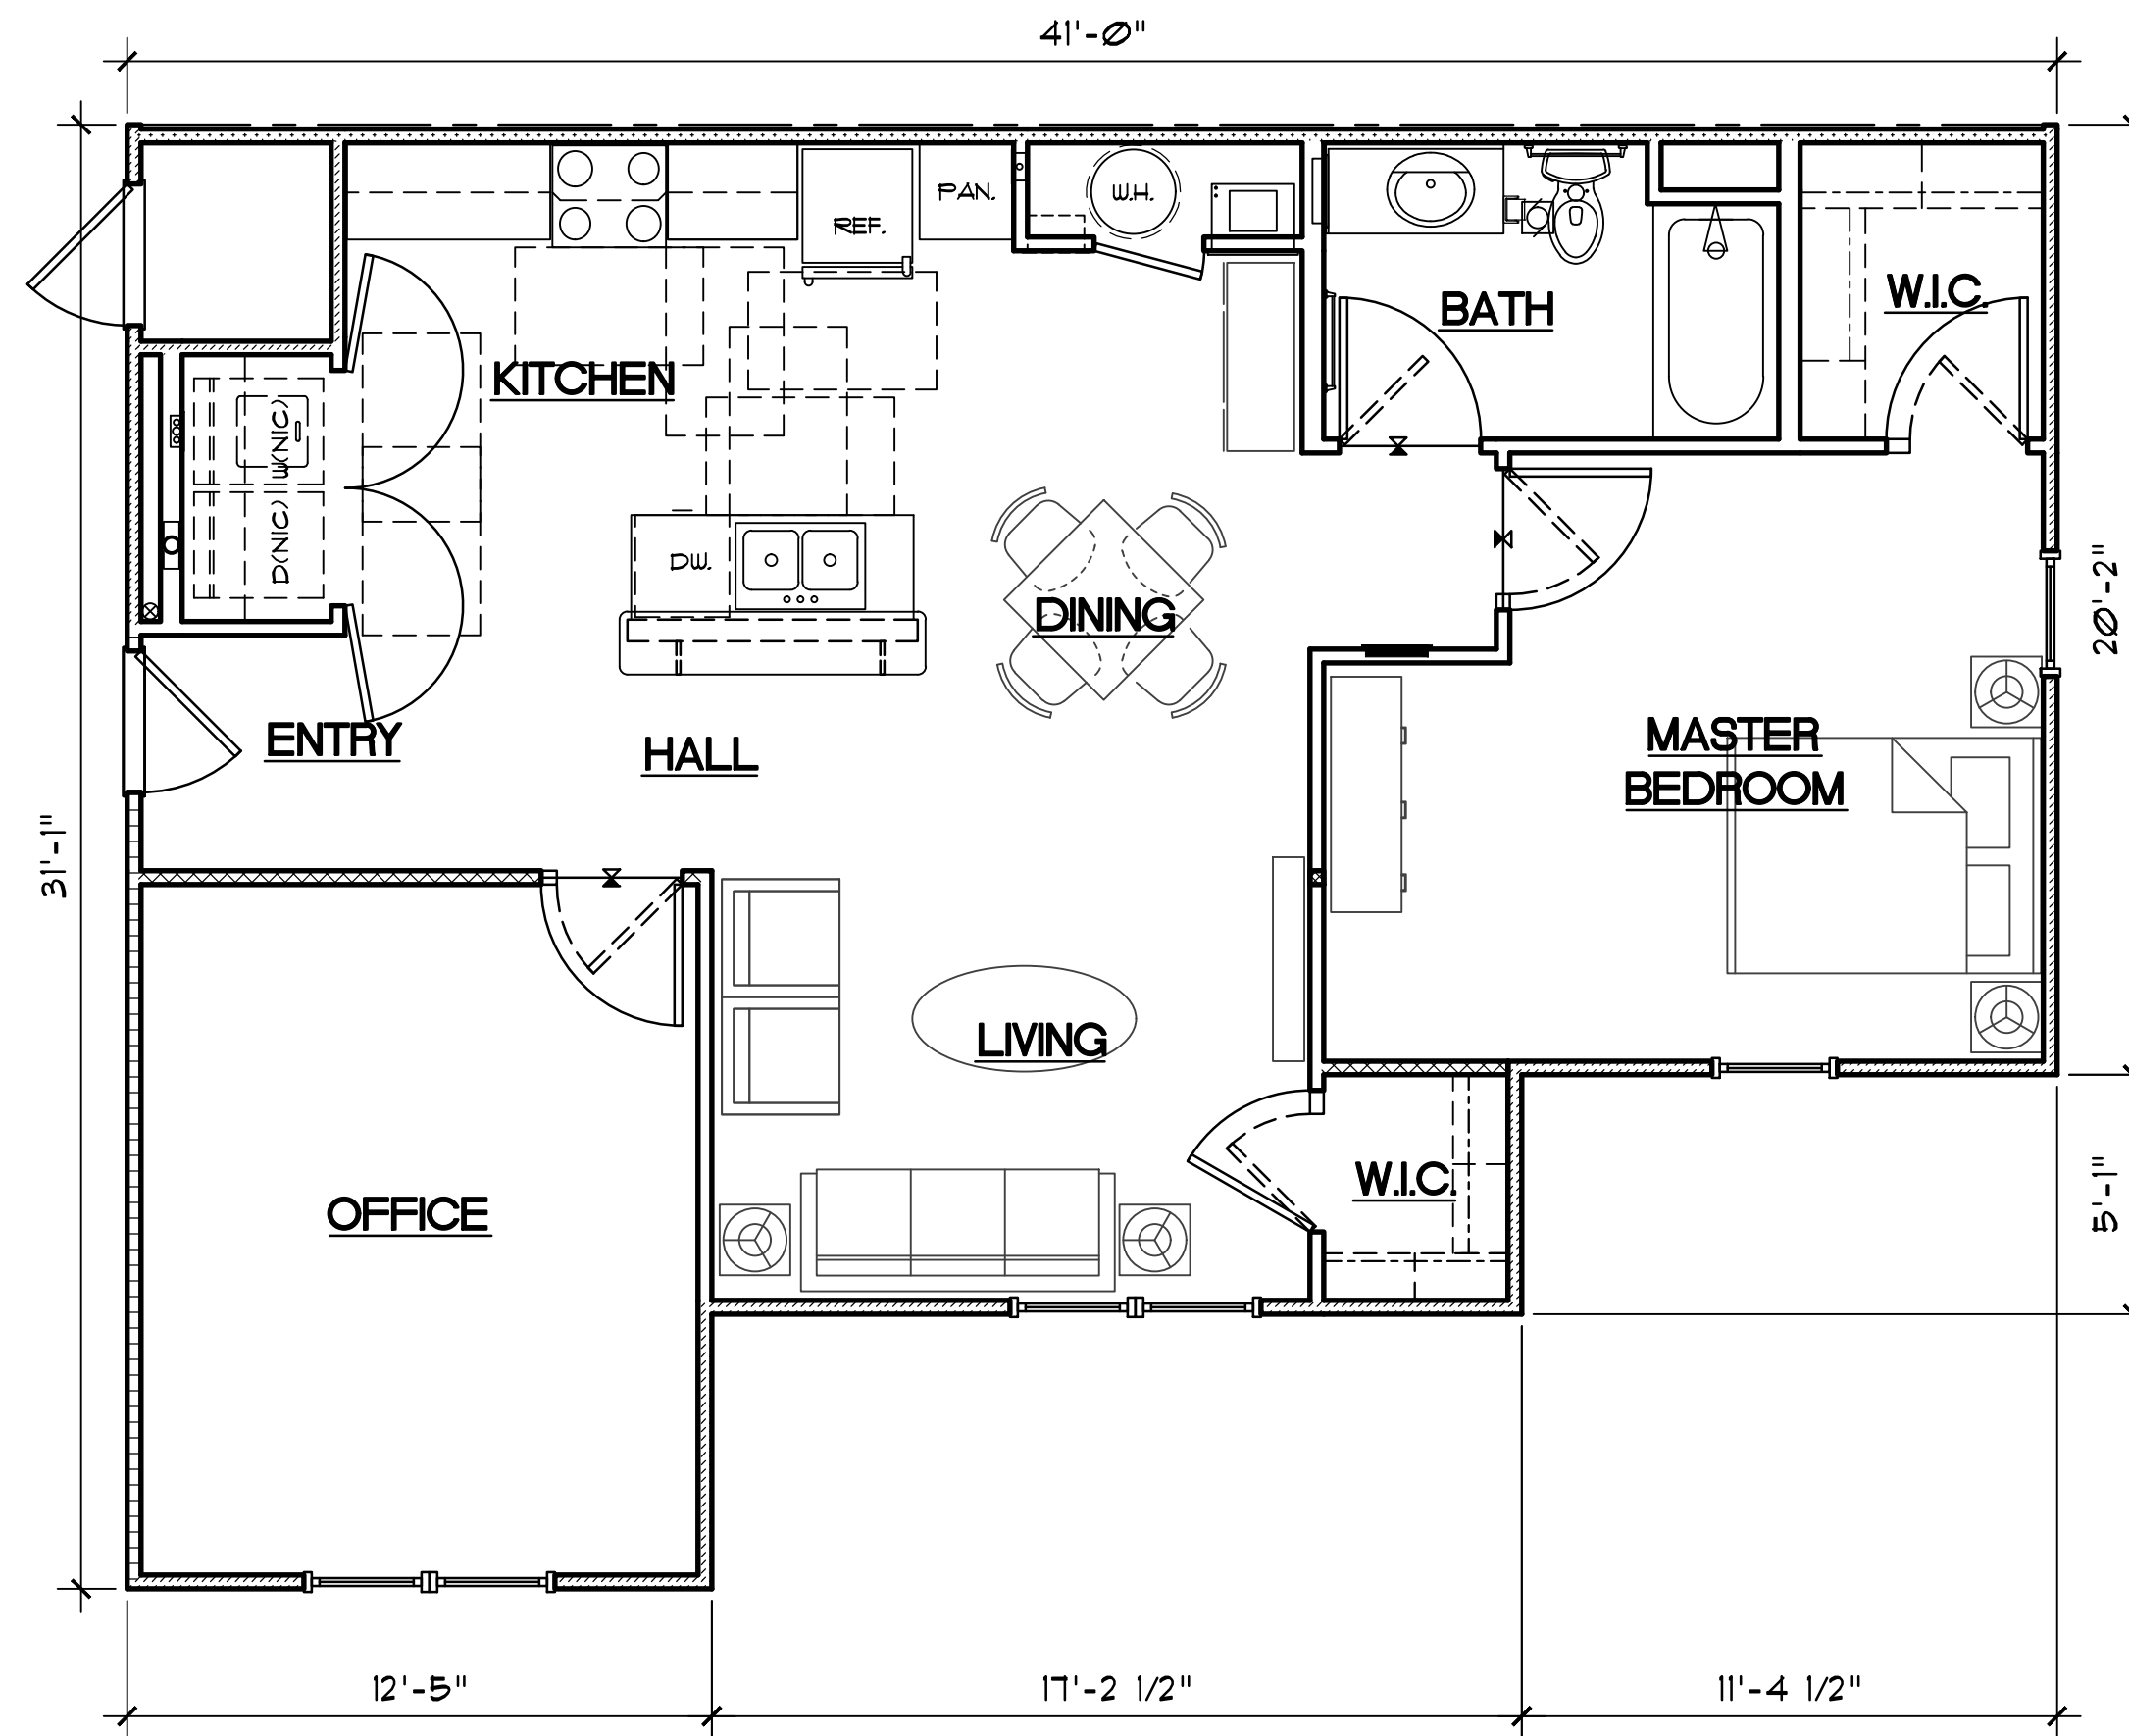 41'-0"
PAN.
W.H.
REF.
W.I.C.
BATH
KITCHEN
W(NIC)
D(NIC)
DW.
20'-2"
DINING
ENTRY
HALL
MASTER
BEDROOM
31'-1"
LIVING
W.I.C.
5'-1"
OFFICE
12'-5"
17'-2 1/2"
11'-4 1/2"